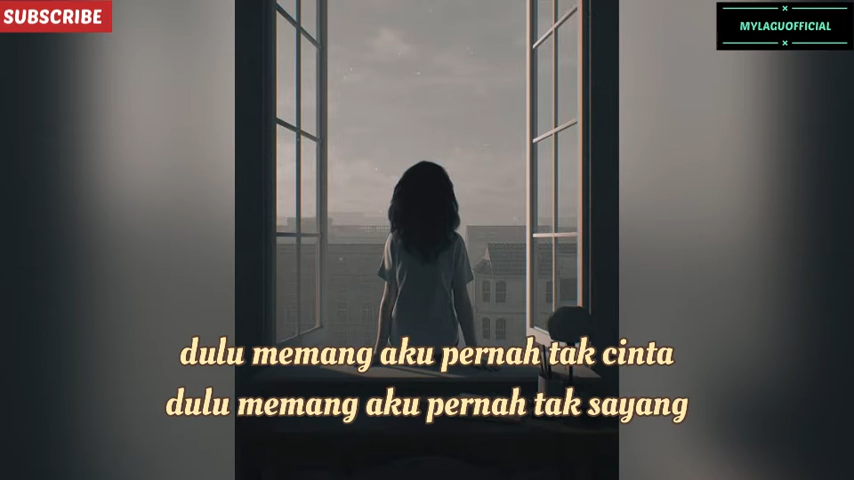 SUBSCRIBE
MYLAGUOFFICIAL
dulu memang aku pernah tak cinta
dulu memang aku pernah tak sayang